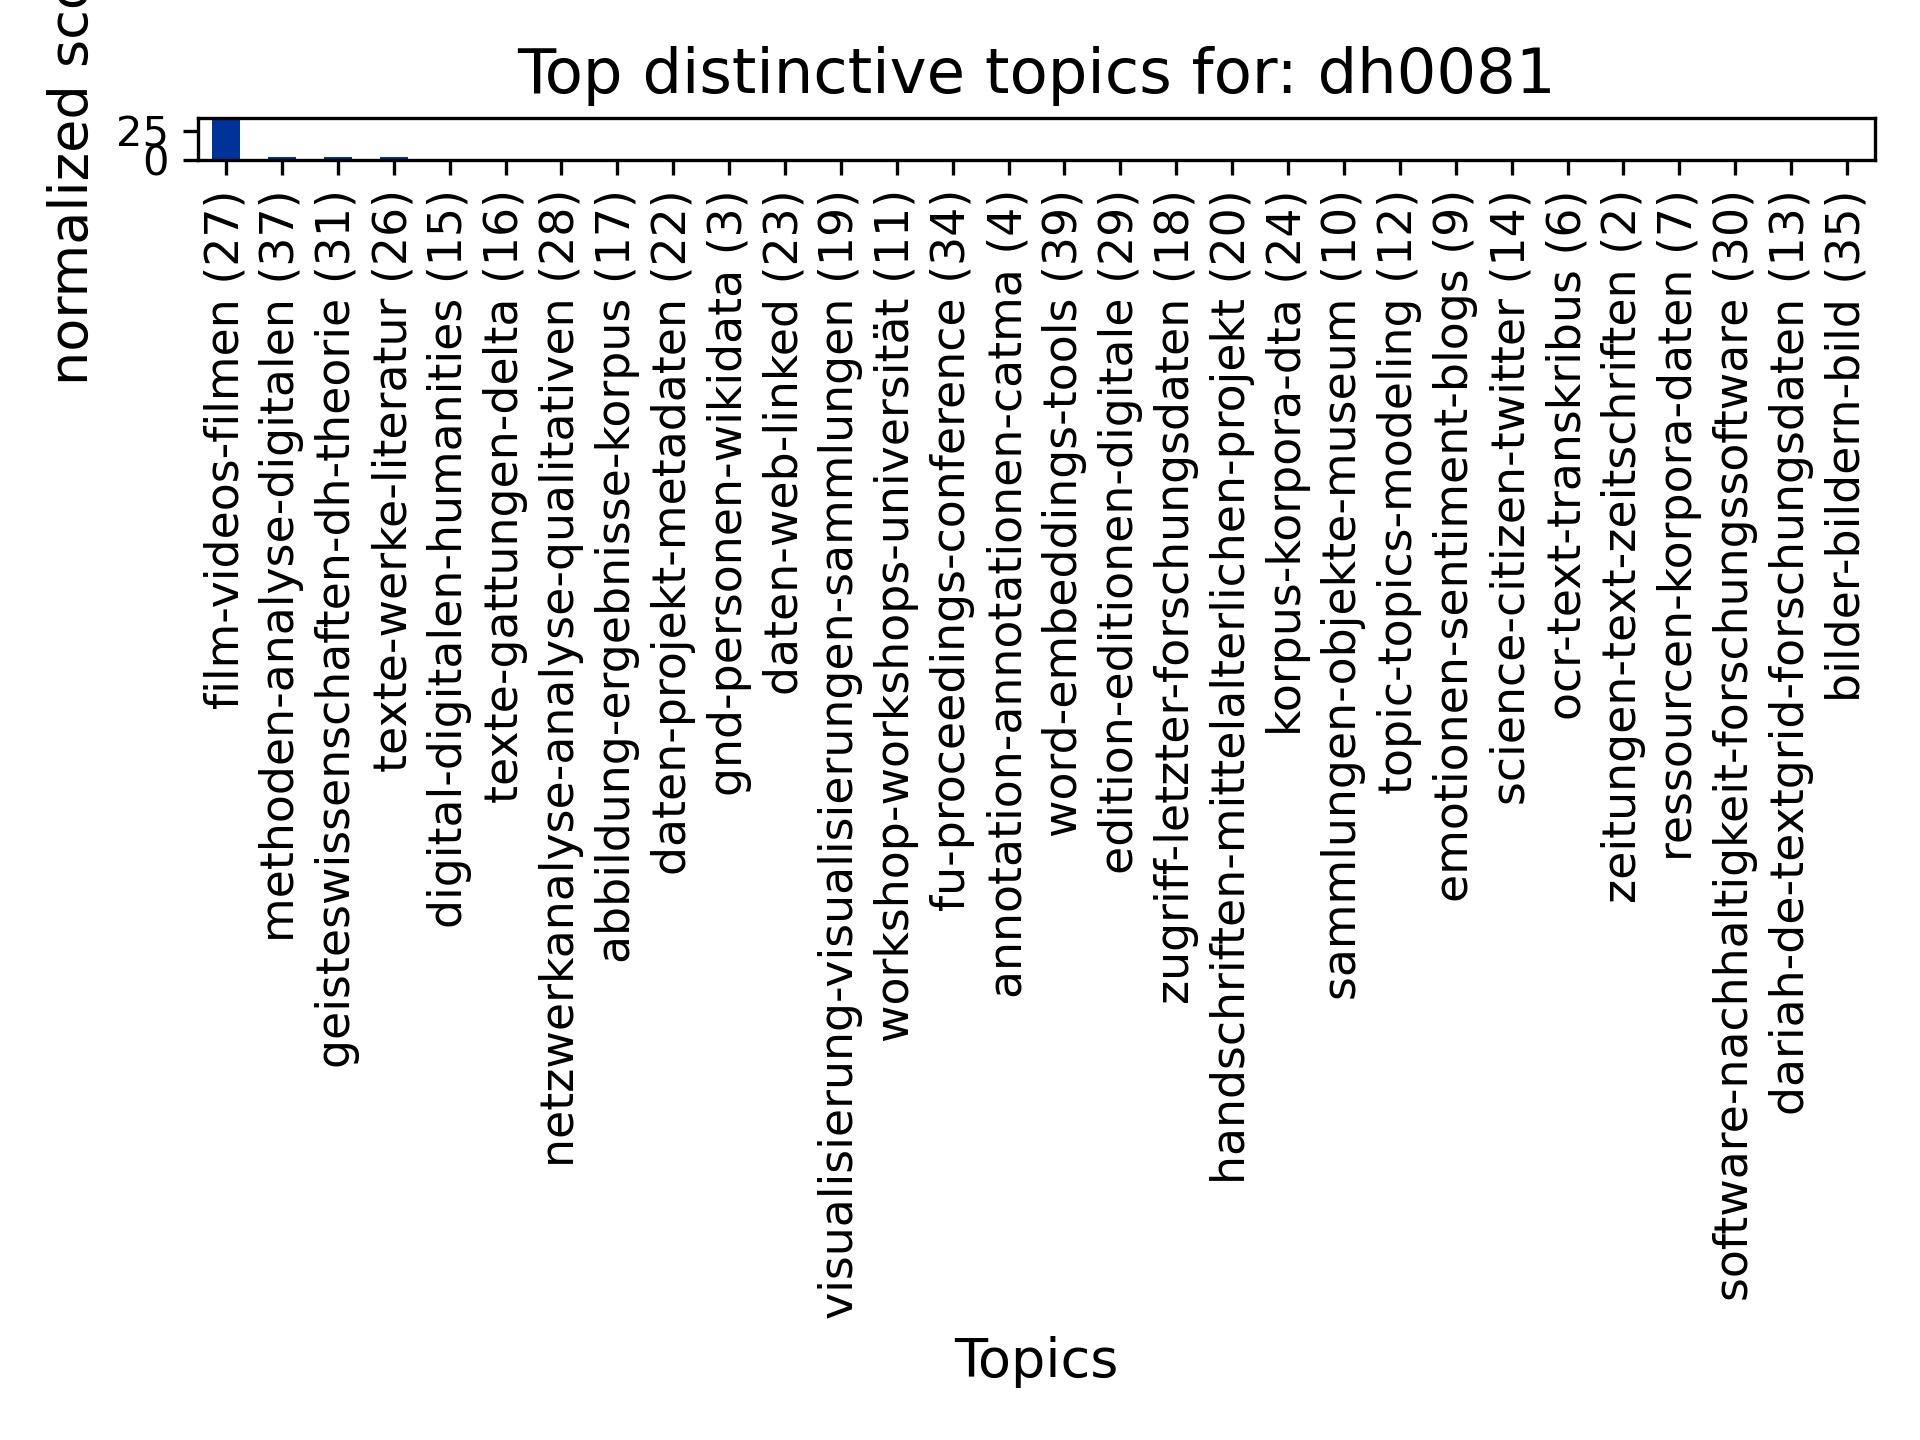 Top distinctive topics for: dh0081
normalized
25
0
film-videos-filmen (27)
methoden-analyse-digitalen (37)
geisteswissenschaften-dh-theorie (31)
texte-werke-literatur (26)
digital-digitalen-humanities (15)
texte-gattungen-delta (16)
netzwerkanalyse-analyse-qualitativen (28)
abbildung-ergebnisse-korpus (17)
daten-projekt-metadaten (22)
gnd-personen-wikidata (3)
daten-web-linked (23)
visualisierung-visualisierungen-sammlungen (19)
workshop-workshops-universität (11)
fu-proceedings-conference (34)
annotation-annotationen-catma (4)
word-embeddings-tools (39)
edition-editionen-digitale (29)
zugriff-letzter-forschungsdaten (18)
handschriften-mittelalterlichen-projekt (20)
korpus-korpora-dta (24)
sammlungen-objekte-museum (10)
topic-topics-modeling (12)
emotionen-sentiment-blogs (9)
science-citizen-twitter (14)
ocr-text-transkribus (6)
zeitungen-text-zeitschriften (2)
ressourcen-korpora-daten (7)
software-nachhaltigkeit-forschungssoftware (30)
dariah-de-textgrid-forschungsdaten (13)
bilder-bildern-bild (35)
Topics